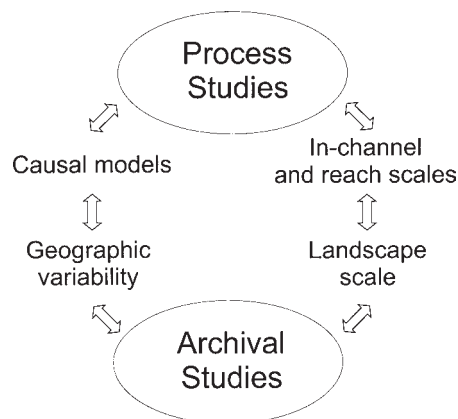 Process
Studies
Causal models
In-channel
and reach scales
Geographic
variability
Landscape
scale
Archival
Studies